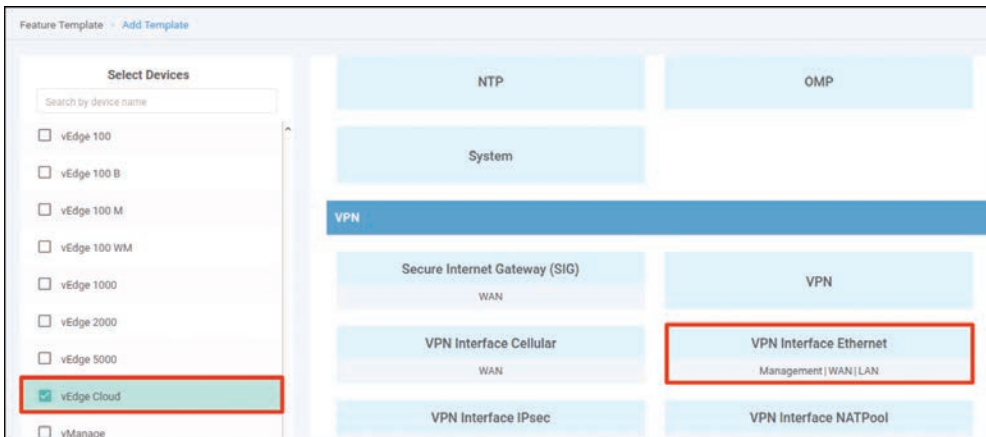 Feature Template > Add Template
Select Devices
Search by device name
vEdge 100
vEdge 100 B
vEdge 100 M
vEdge 100 WM
vEdge 1000
vEdge 2000
vEdge 5000
vEdge Cloud
vManage
NTP
OMP
System
VPN
Secure Internet Gateway (SIG)
WAN
VPN
VPN Interface Cellular
WAN
VPN Interface Ethernet
Management | WAN | LAN
VPN Interface IPsec
VPN Interface NATPool